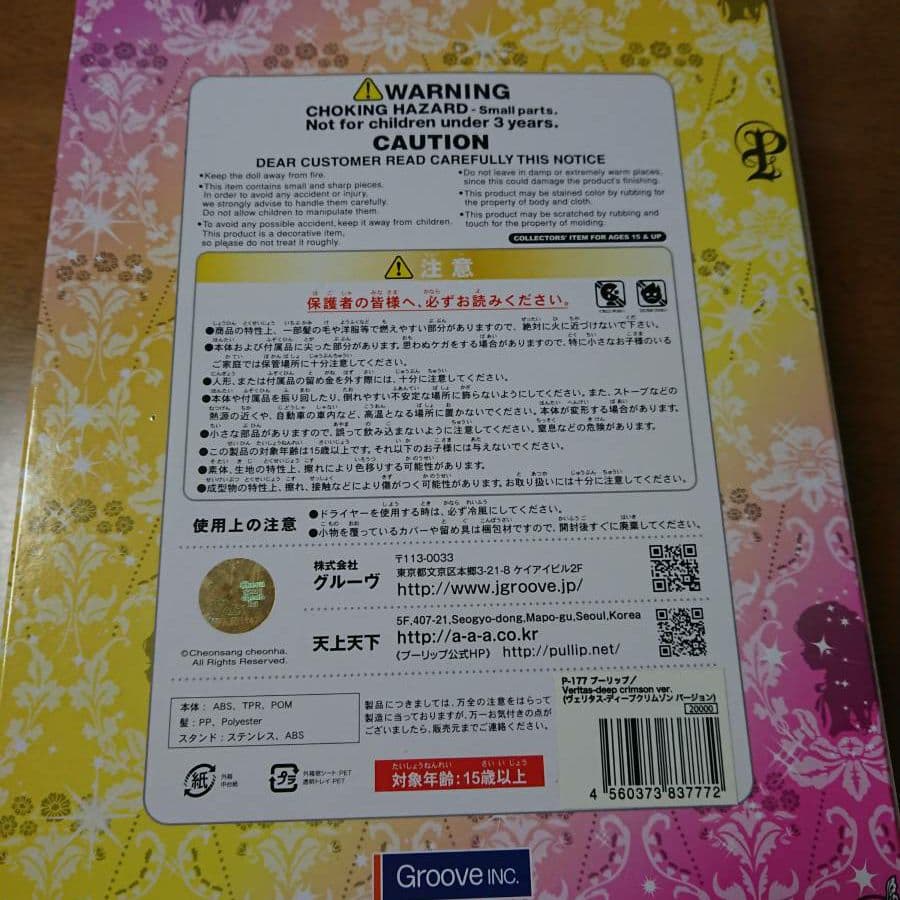 WARNING
CHOKING HAZARD - Small parts.
Not for children under 3 years.
CAUTION
DEAR CUSTOMER READ CAREFULLY THIS NOTICE
•Keep the doll away from fire.
•This item contains small and sharp pieces.
In order to avoid any accident or injury,
we strongly advise to handle them carefully.
Do not allow children to manipulate them.
•To avoid any possible accident, keep it away from children.
This product is a decorative item,
so please do not treat it roughly.
•Do not leave in damp or extremely warm places,
since this could damage the product's finishing.
•This product may be stained color by rubbing for
the property of body and cloth.
•This product may be scratched by rubbing and
touch for the property of molding.
COLLECTORS' ITEM FOR AGES 15 & UP
注意
保護者の皆様へ、必ずお読みください。
●商品の特性上、一部髪の毛や洋服等で燃えやすい部分がありますので、絶対に火に近づけないで下さい。
●本体および付属品に尖った部分があります。思わぬケガをする場合がありますので、特に小さなお子様のいる
ご家庭では保管場所に十分注意してください。
●人形、または付属品の留め金を外す際には、十分に注意してください。
●本体や付属品を振り回したり、倒れやすい不安定な場所に飾らないようにしてください。また、ストーブなどの
熱源の近くや、自動車の車内など、高温となる場所に置かないでください。本体が変形する場合があります。
●小さな部品がありますので、誤って飲み込まないように注意してください。窒息などの危険があります。
●この製品の対象年齢は15歳以上です。それ以下のお子様には与えないでください。
●素体、生地の特性上、擦れにより色移りする可能性があります。
●成型物の特性上、擦れ、接触などにより傷がつく可能性があります。お取り扱いには十分に注意してください。
使用上の注意
●ドライヤーを使用する時は、必ず冷風にしてください。
●小物を覆っているカバーや留め具は梱包材ですので、開封後すぐに廃棄してください。
株式会社
グルーヴ
〒113-0033
東京都文京区本郷3-21-8 ケイアイビル2F
http://www.jgroove.jp/
天上天下
5F,407-21,Seogyo-dong,Mapo-gu,Seoul,Korea
http://a-a-a.co.kr
〈プーリップ公式HP〉 http://pullip.net/
©Cheonsang cheonha.
All Rights Reserved.
本体：ABS、TPR、POM
髪：PP、Polyester
スタンド：ステンレス、ABS
製品につきましては、万全の注意をはらって
製造に当っておりますが、万一お気付きの点が
ございましたら、販売元までご連絡ください。
紙
外箱
中台紙
プラ
外箱窓シート:PET
透明トレイ:PET
たいしょうねんれい さいいじょう
対象年齢:15歳以上
P-177 プーリップ/
Veritas-deep crimson ver.
(ヴェリタス-ディープクリムゾン バージョン)
20000
4 560373 837772
Groove INC.